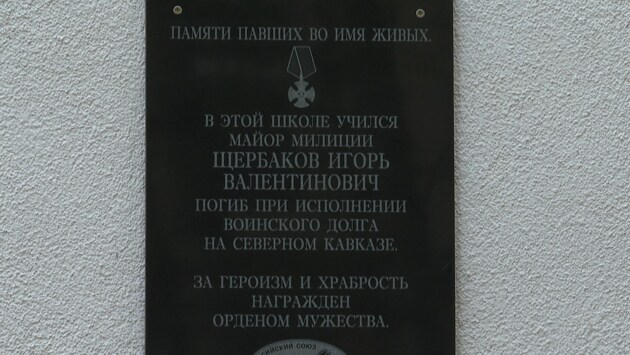 ПАМЯТИ ПАВШИХ ВО ИМЯ ЖИВЫХ.
В ЭТОЙ ШКОЛЕ УЧИЛСЯ
МАЙОР МИЛИЦИИ
ЩЕРБАКОВ ИГОРЬ
ВАЛЕНТИНОВИЧ
ПОГИБ ПРИ ИСПОЛНЕНИИ
ВОИНСКОГО ДОЛГА
НА СЕВЕРНОМ КАВКАЗЕ.
ЗА ГЕРОИЗМ И ХРАБРОСТЬ
НАГРАЖДЕН
ОРДЕНОМ МУЖЕСТВА.
СОЮЗ